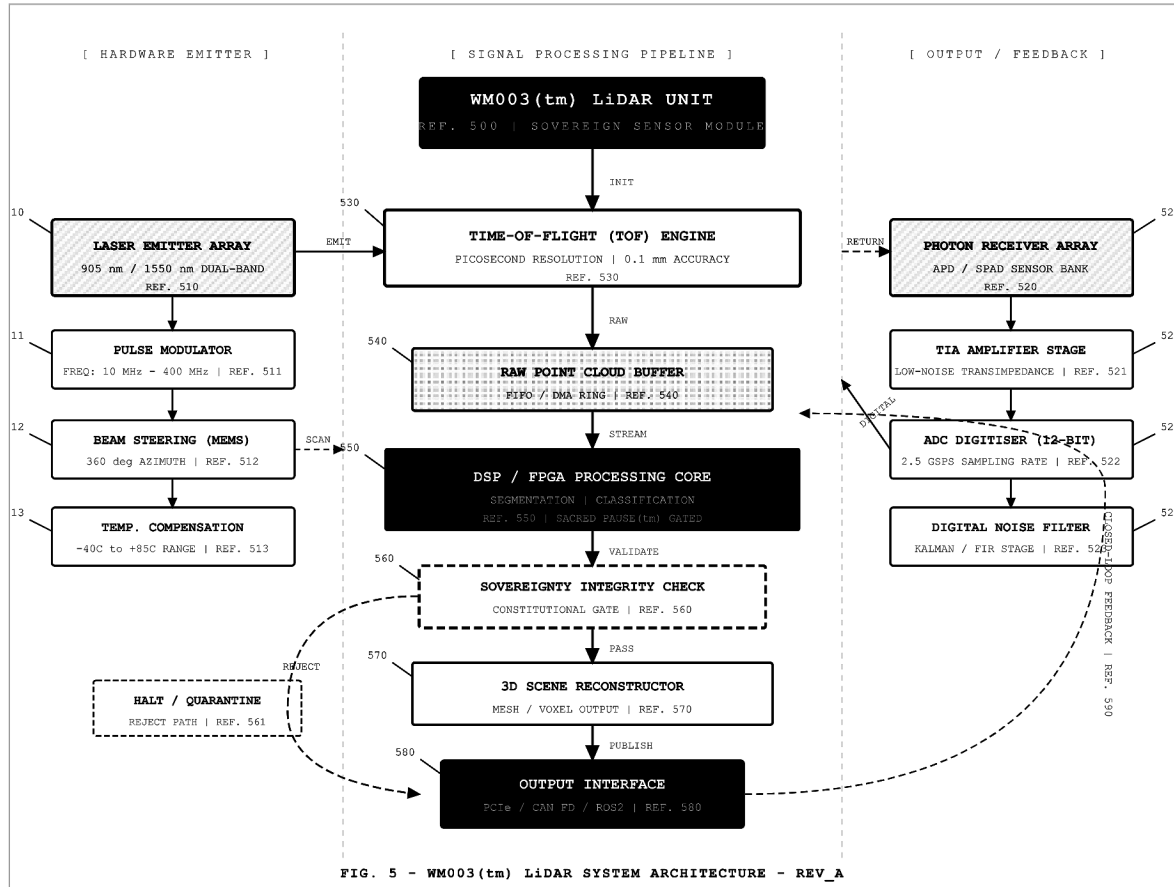 [ HARDWARE EMITTER ]
[ SIGNAL PROCESSING PIPELINE ]
[ OUTPUT / FEEDBACK ]
WM003(tm) LiDAR UNIT
REF. 500 | SOVEREIGN SENSOR MODULE
INIT
10
LASER EMITTER ARRAY
905 nm / 1550 nm DUAL-BAND
REF. 510
EMIT
530
TIME-OF-FLIGHT (TOF) ENGINE
PICOSECOND RESOLUTION | 0.1 mm ACCURACY
REF. 530
RETURN
52
PHOTON RECEIVER ARRAY
APD / SPAD SENSOR BANK
REF. 520
RAW
11
PULSE MODULATOR
FREQ: 10 MHz - 400 MHz | REF. 511
540
RAW POINT CLOUD BUFFER
FIFO / DMA RING | REF. 540
52
TIA AMPLIFIER STAGE
LOW-NOISE TRANSIMPEDANCE | REF. 521
STREAM
DIGITAL
12
BEAM STEERING (MEMS)
360 deg AZIMUTH | REF. 512
SCAN
550
DSP / FPGA PROCESSING CORE
SEGMENTATION | CLASSIFICATION
REF. 550 | SACRED PAUSE(tm) GATED
52
ADC DIGITISER (12-BIT)
2.5 GSPS SAMPLING RATE | REF. 522
13
TEMP. COMPENSATION
-40C to +85C RANGE | REF. 513
52
DIGITAL NOISE FILTER
KALMAN / FIR STAGE | REF. 523
VALIDATE
560
SOVEREIGNTY INTEGRITY CHECK
CONSTITUTIONAL GATE | REF. 560
CLOSED-LOOP FEEDBACK | REF. 590
PASS
REJECT
HALT / QUARANTINE
REJECT PATH | REF. 561
570
3D SCENE RECONSTRUCTOR
MESH / VOXEL OUTPUT | REF. 570
PUBLISH
580
OUTPUT INTERFACE
PCIe / CAN FD / ROS2 | REF. 580
FIG. 5 - WM003(tm) LiDAR SYSTEM ARCHITECTURE - REV_A